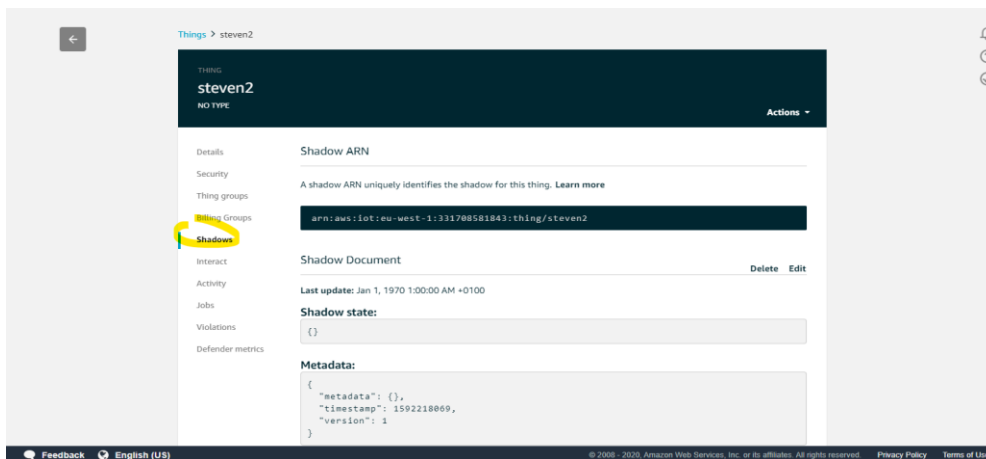 Things > steven2
THING
steven2
NO TYPE
Actions
Details
Security
Thing groups
Billing Groups
Shadows
Interact
Activity
Jobs
Violations
Defender metrics
Shadow ARN
A shadow ARN uniquely identifies the shadow for this thing. Learn more
arn:aws:iot:eu-west-1:331708581843:thing/steven2
Shadow Document
Delete Edit
Last update: Jan 1, 1970 1:00:00 AM +0100
Shadow state:
{}
Metadata:
{
"metadata": {},
"timestamp": 1592218069,
"version": 1
}
Feedback English (US)
© 2008 - 2020, Amazon Web Services, Inc. or its affiliates. All rights reserved. Privacy Policy Terms of Us